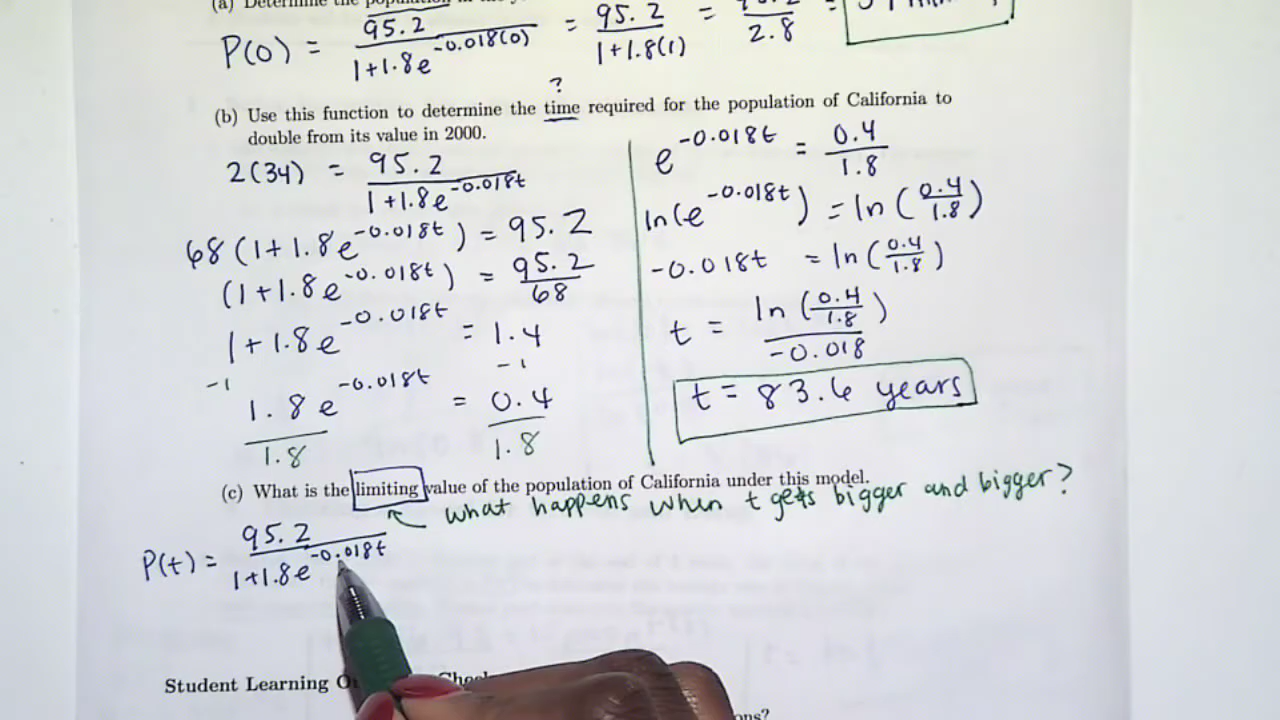 (a) Determine the
P(0) = 95.2 / 1+1.8e^-0.018(0) = 95.2 / 1+1.8(1) = / 2.8 =
?
(b) Use this function to determine the time required for the population of California to
double from its value in 2000.
2(34) = 95.2 / 1+1.8e^-0.018t
68(1+1.8e^-0.018t) = 95.2
(1+1.8e^-0.018t) = 95.2 / 68
1+1.8e^-0.018t = 1.4
-1 -1
1.8e^-0.018t = 0.4
1.8 1.8
e^-0.018t = 0.4 / 1.8
ln(e^-0.018t) = ln(0.4 / 1.8)
-0.018t = ln(0.4 / 1.8)
t = ln(0.4 / 1.8) / -0.018
t = 83.6 years
(c) What is the limiting value of the population of California under this model.
what happens when t gets bigger and bigger?
P(t) = 95.2 / 1+1.8e^-0.018t
Student Learning